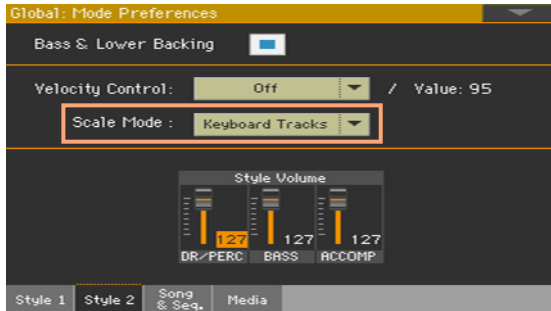 Global: Mode Preferences
Bass & Lower Backing
Velocity Control: Off / Value: 95
Scale Mode : Keyboard Tracks
Style Volume
127 127 127
DR/PERC BASS ACCOMP
Style 1 Style 2 Song & Seq. Media